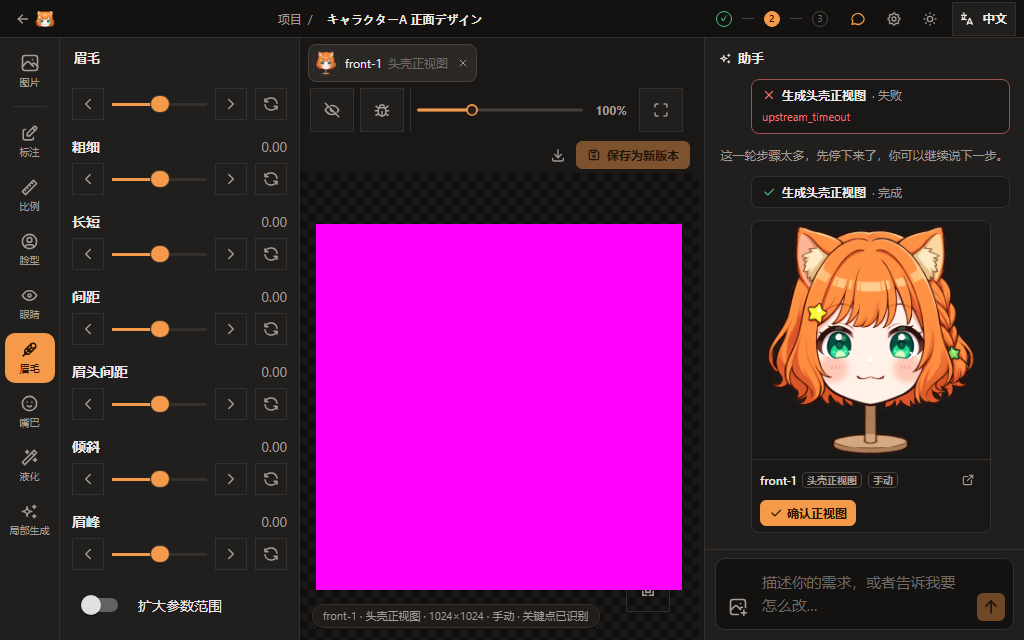 项目 / キャラクターA 正面デザイン
2
3
中文
图片
标注
比例
脸型
眼睛
眉毛
嘴巴
液化
局部生成
眉毛
粗细 0.00
长短 0.00
间距 0.00
眉头间距 0.00
倾斜 0.00
眉峰 0.00
扩大参数范围
front-1 头壳正视图
100%
保存为新版本
front-1 · 头壳正视图 · 1024×1024 · 手动 · 关键点已识别
助手
生成头壳正视图 · 失败
upstream_timeout
这一轮步骤太多，先停下来了，你可以继续说下一步。
生成头壳正视图 · 完成
front-1 头壳正视图 手动
确认正视图
描述你的需求，或者告诉我要
怎么改...